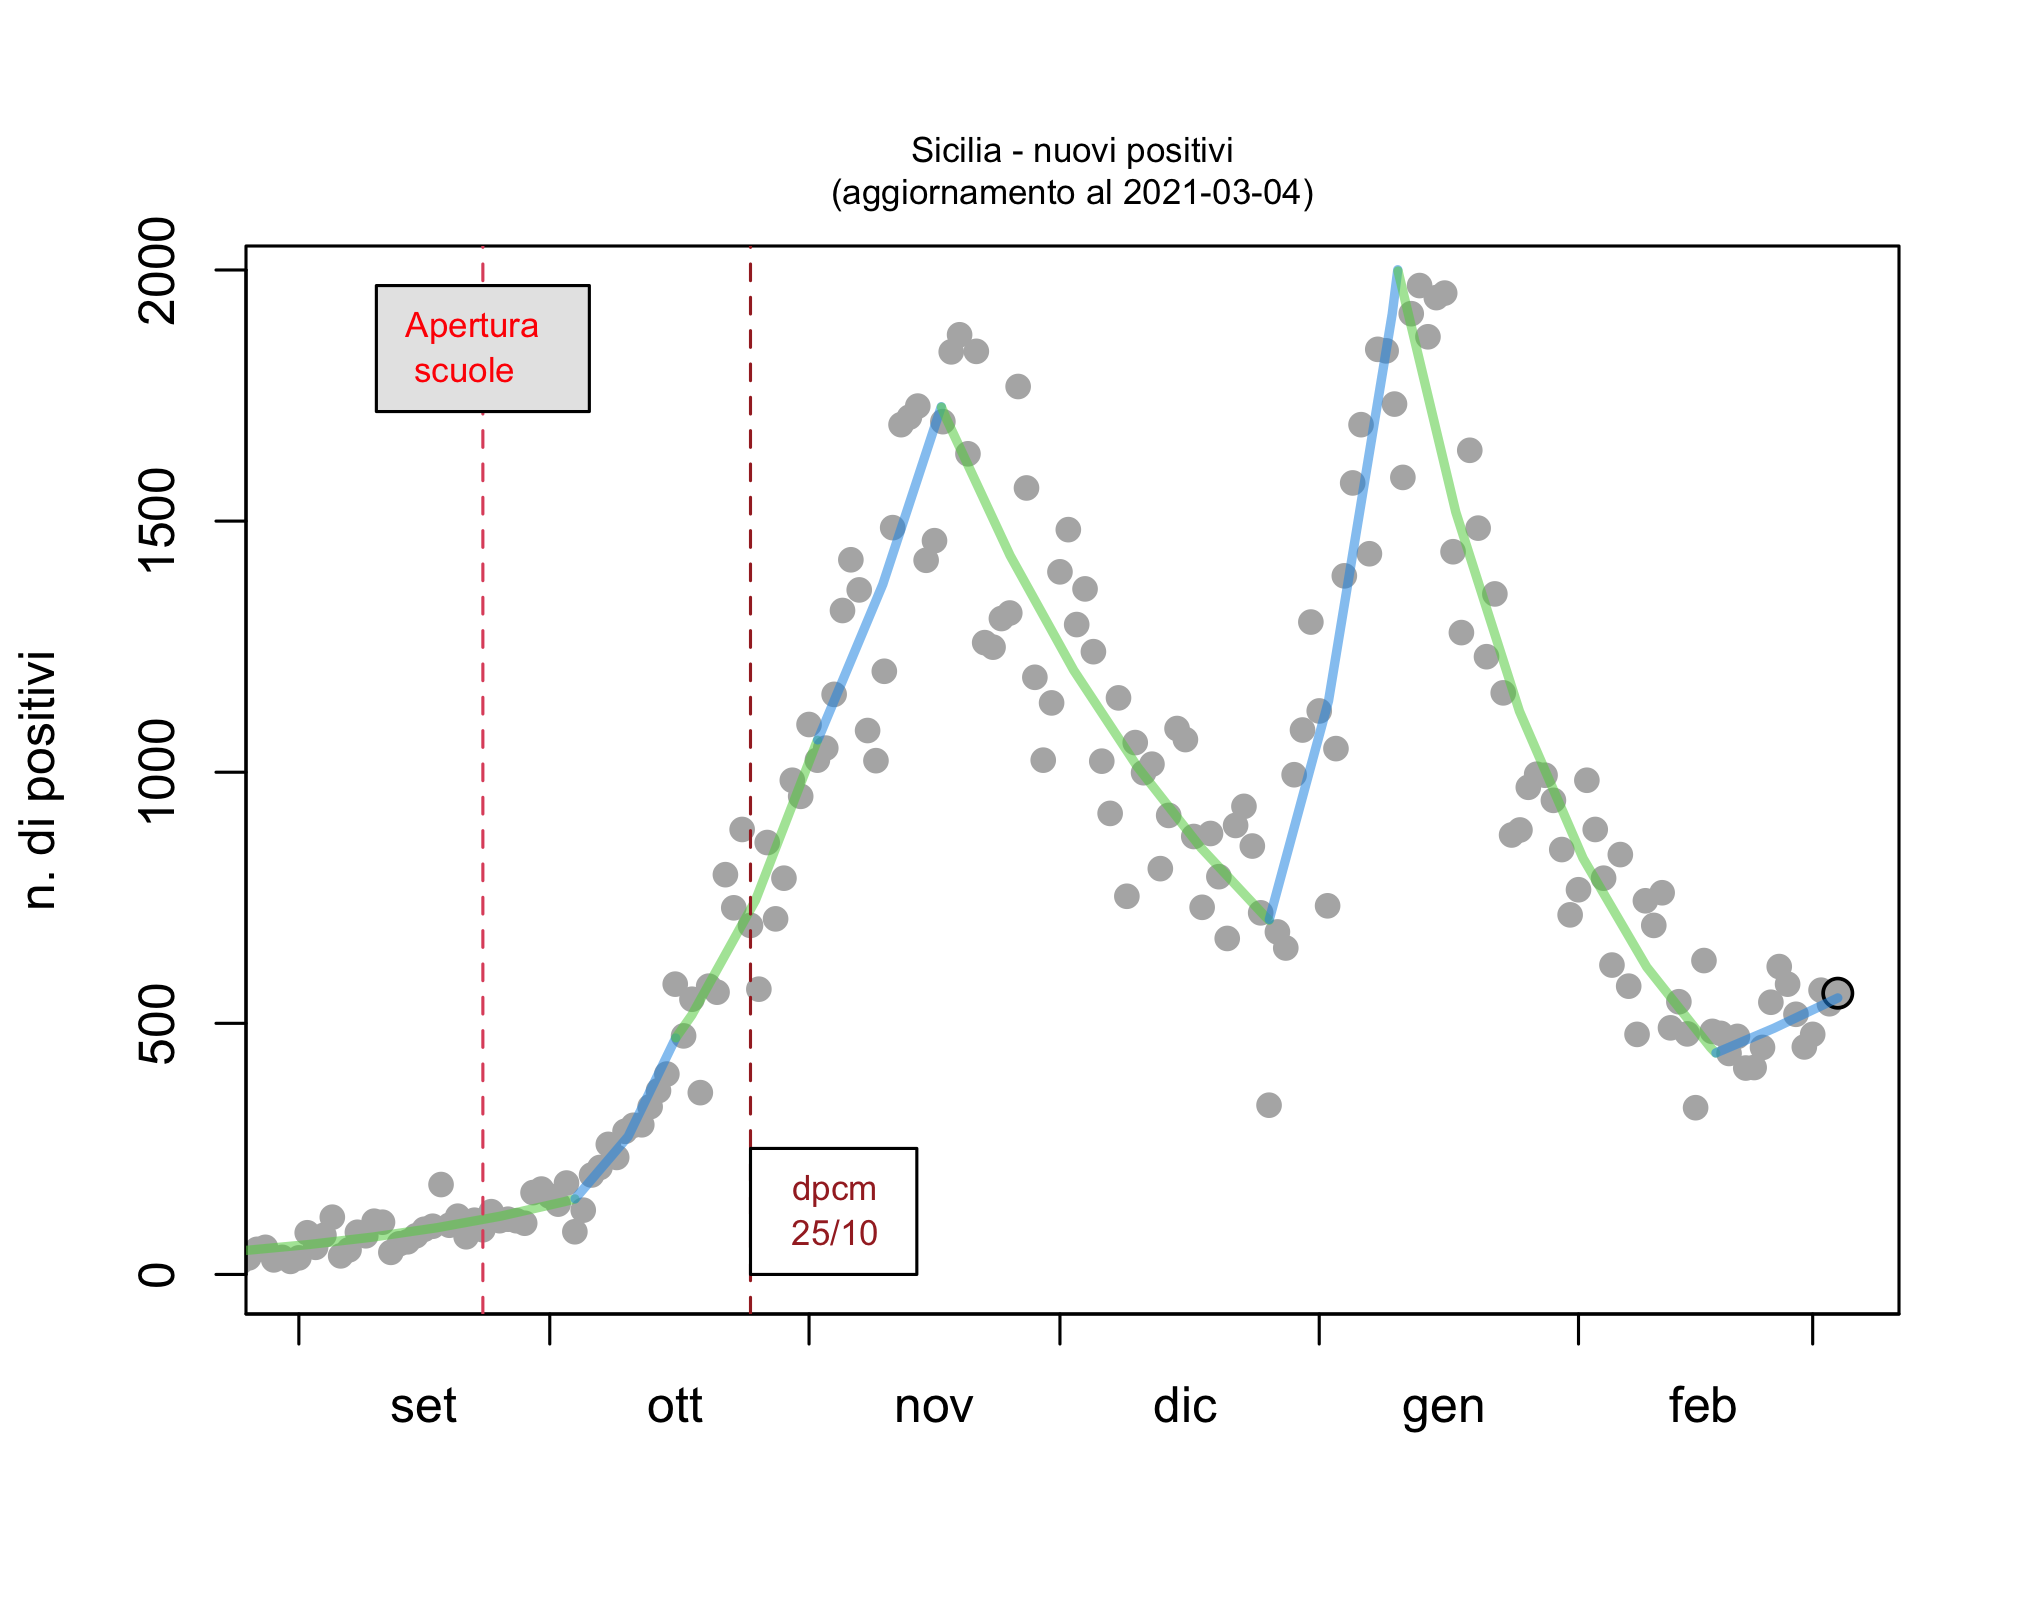 Sicilia - nuovi positivi
(aggiornamento al 2021-03-04)
n. di positivi
2000
1500
1000
500
0
Apertura
scuole
dpcm
25/10
set ott nov dic gen feb